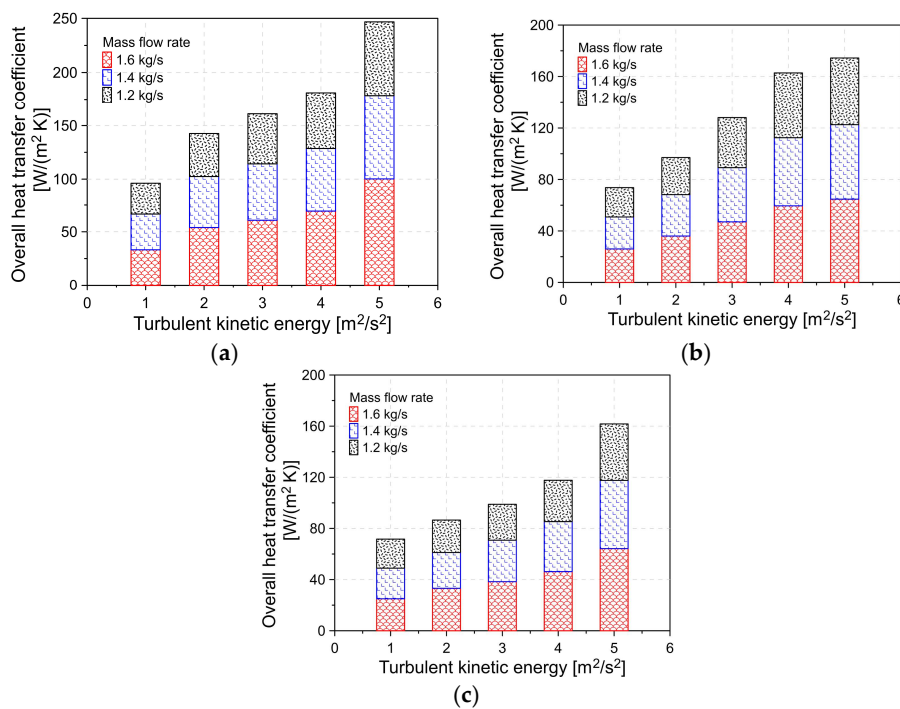 250
200
150
100
50
0
Overall heat transfer coefficient
[W/(m² K)]
Mass flow rate
1.6 kg/s
1.4 kg/s
1.2 kg/s
0 1 2 3 4 5 6
Turbulent kinetic energy [m²/s²]
(a)
200
160
120
80
40
0
Overall heat transfer coefficient
[W/(m² K)]
Mass flow rate
1.6 kg/s
1.4 kg/s
1.2 kg/s
0 1 2 3 4 5 6
Turbulent kinetic energy [m²/s²]
(b)
200
160
120
80
40
0
Overall heat transfer coefficient
[W/(m² K)]
Mass flow rate
1.6 kg/s
1.4 kg/s
1.2 kg/s
0 1 2 3 4 5 6
Turbulent kinetic energy [m²/s²]
(c)